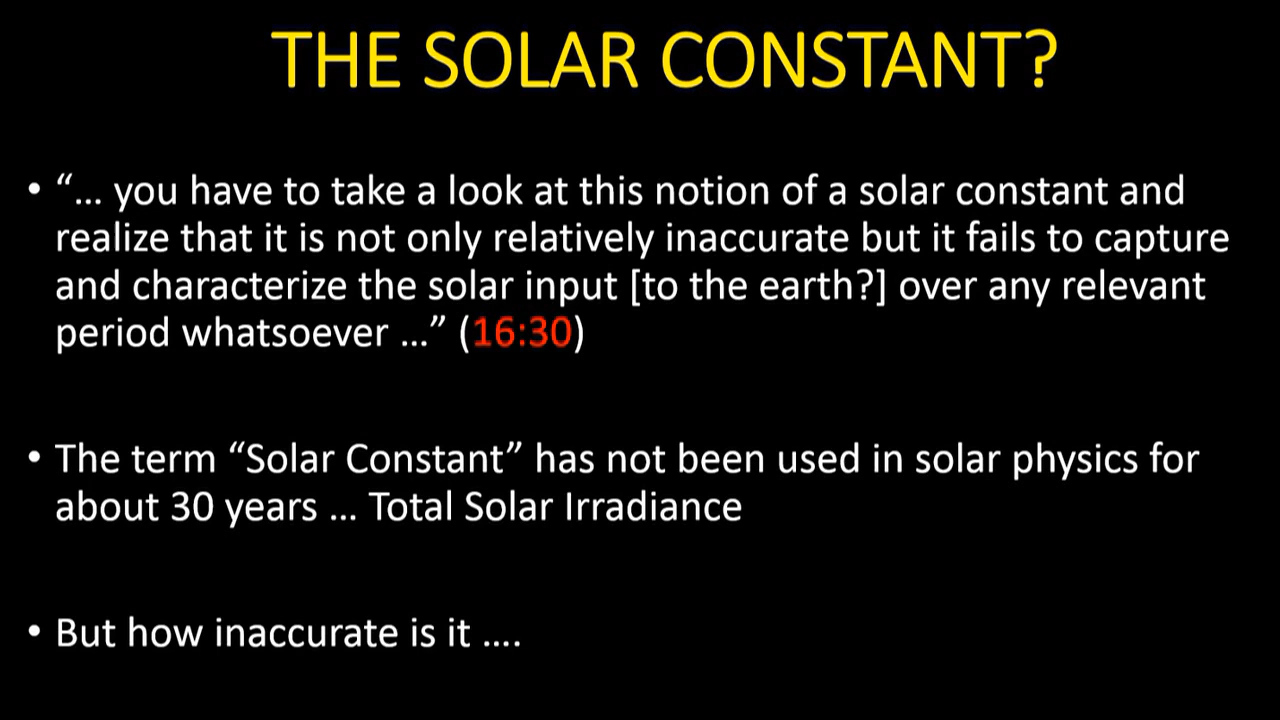 THE SOLAR CONSTANT?
• “… you have to take a look at this notion of a solar constant and
realize that it is not only relatively inaccurate but it fails to capture
and characterize the solar input [to the earth?] over any relevant
period whatsoever …” (16:30)
• The term “Solar Constant” has not been used in solar physics for
about 30 years … Total Solar Irradiance
• But how inaccurate is it ….